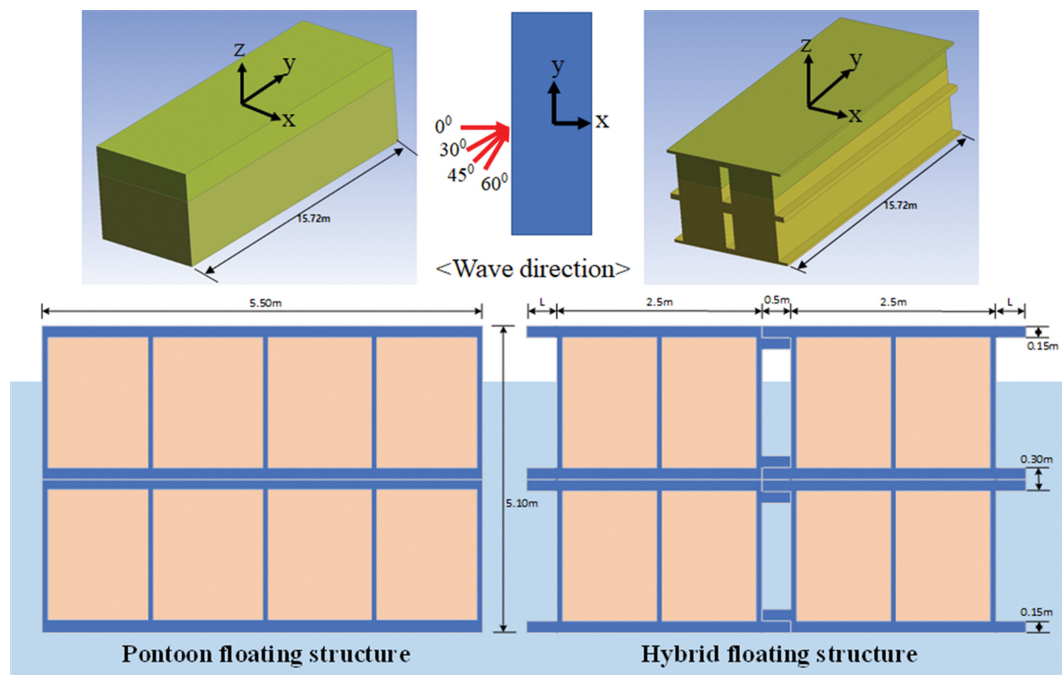 z
y
x
15.72m
y
x
0⁰
30⁰
45⁰
60⁰
<Wave direction>
z
y
x
15.72m
5.50m
5.10m
Pontoon floating structure
L
2.5m
0.5m
2.5m
L
0.15m
0.30m
0.15m
Hybrid floating structure